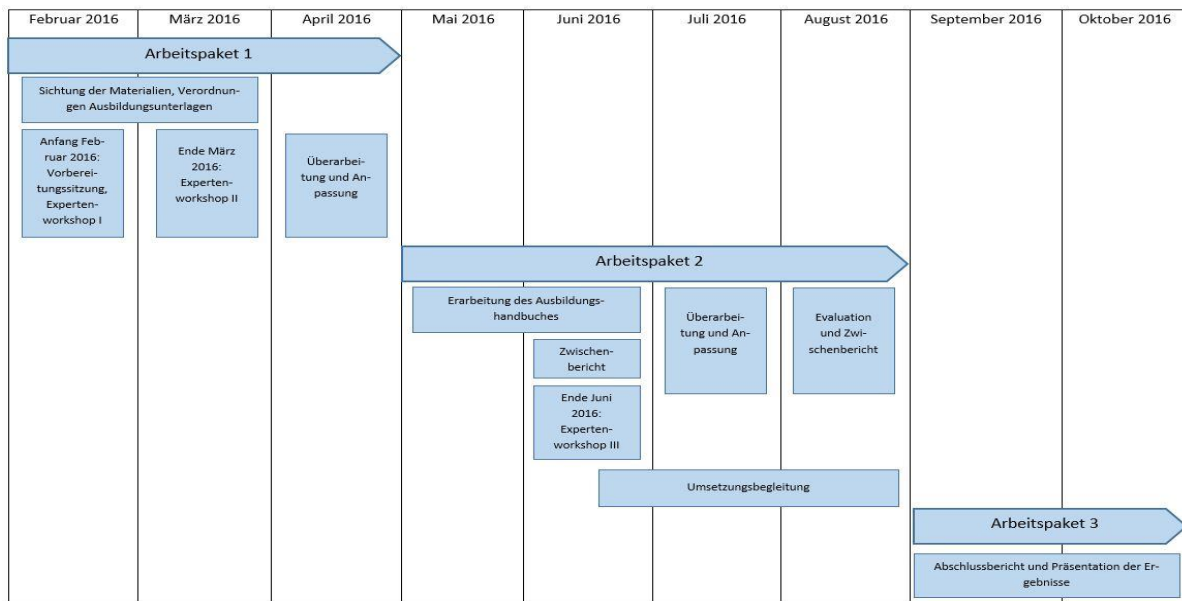 Februar 2016
März 2016
April 2016
Mai 2016
Juni 2016
Juli 2016
August 2016
September 2016
Oktober 2016
Arbeitspaket 1
Sichtung der Materialien, Verordnun-
gen Ausbildungsunterlagen
Anfang Feb-
ruar 2016:
Vorberei-
tungssitzung,
Experten-
workshop I
Ende März
2016:
Experten-
workshop II
Überarbei-
tung und An-
passung
Arbeitspaket 2
Erarbeitung des Ausbildungs-
handbuches
Zwischen-
bericht
Ende Juni
2016:
Experten-
workshop III
Überarbei-
tung und An-
passung
Evaluation
und Zwi-
schenbericht
Umsetzungsbegleitung
Arbeitspaket 3
Abschlussbericht und Präsentation der Er-
gebnisse